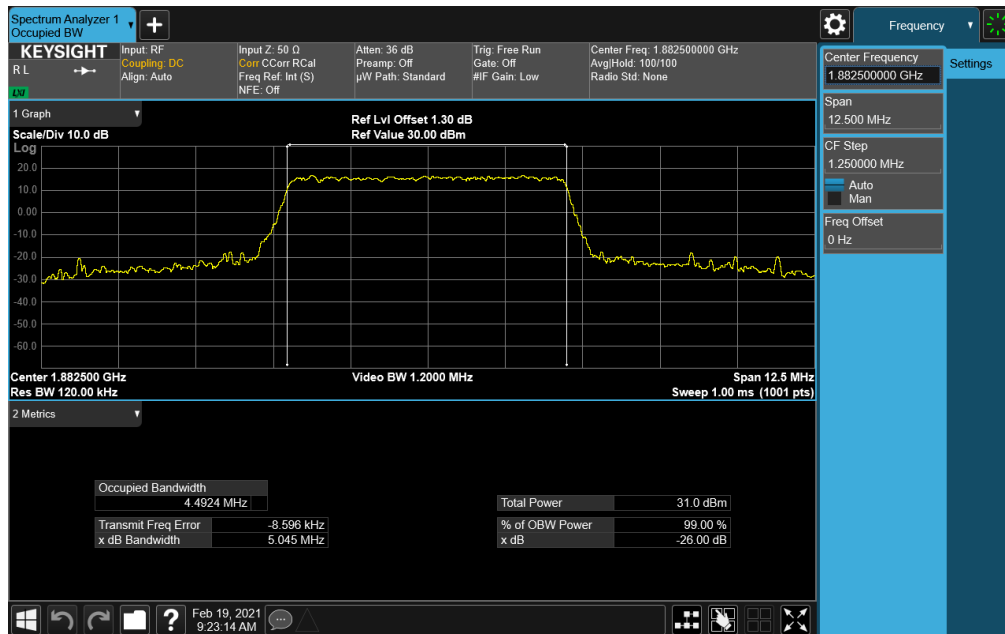 Spectrum Analyzer 1
Occupied BW
Frequency
KEYSIGHT
R L
LXI
Input: RF
Coupling: DC
Align: Auto
Input Z: 50 Ω
Corr CCorr RCal
Freq Ref: Int (S)
NFE: Off
Atten: 36 dB
Preamp: Off
µW Path: Standard
Trig: Free Run
Gate: Off
#IF Gain: Low
Center Freq: 1.882500000 GHz
Avg|Hold: 100/100
Radio Std: None
Center Frequency
1.882500000 GHz
Settings
Span
12.500 MHz
CF Step
1.250000 MHz
Auto
Man
Freq Offset
0 Hz
1 Graph
Scale/Div 10.0 dB
Ref Lvl Offset 1.30 dB
Ref Value 30.00 dBm
Log
20.0
10.0
0.00
-10.0
-20.0
-30.0
-40.0
-50.0
-60.0
Center 1.882500 GHz
Video BW 1.2000 MHz
Span 12.5 MHz
Res BW 120.00 kHz
Sweep 1.00 ms (1001 pts)
2 Metrics
Occupied Bandwidth
4.4924 MHz
Total Power 31.0 dBm
Transmit Freq Error -8.596 kHz
% of OBW Power 99.00 %
x dB Bandwidth 5.045 MHz
x dB -26.00 dB
Feb 19, 2021
9:23:14 AM